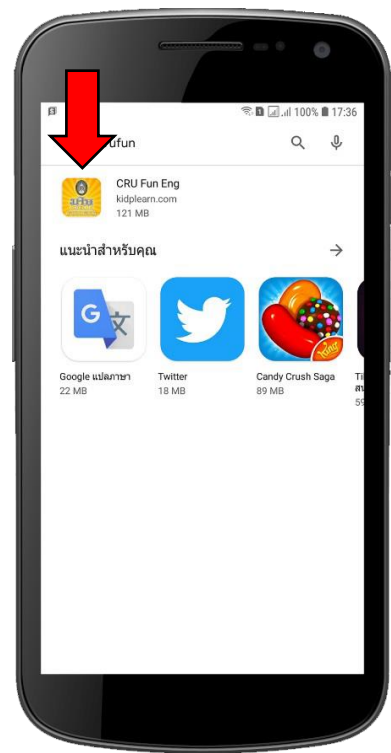 100% 17:36
ufun
CRU Fun Eng
kidplearn.com
121 MB
แนะนำสำหรับคุณ
G 文
Google แปลภาษา
22 MB
Twitter
18 MB
Candy Crush Saga
89 MB
King